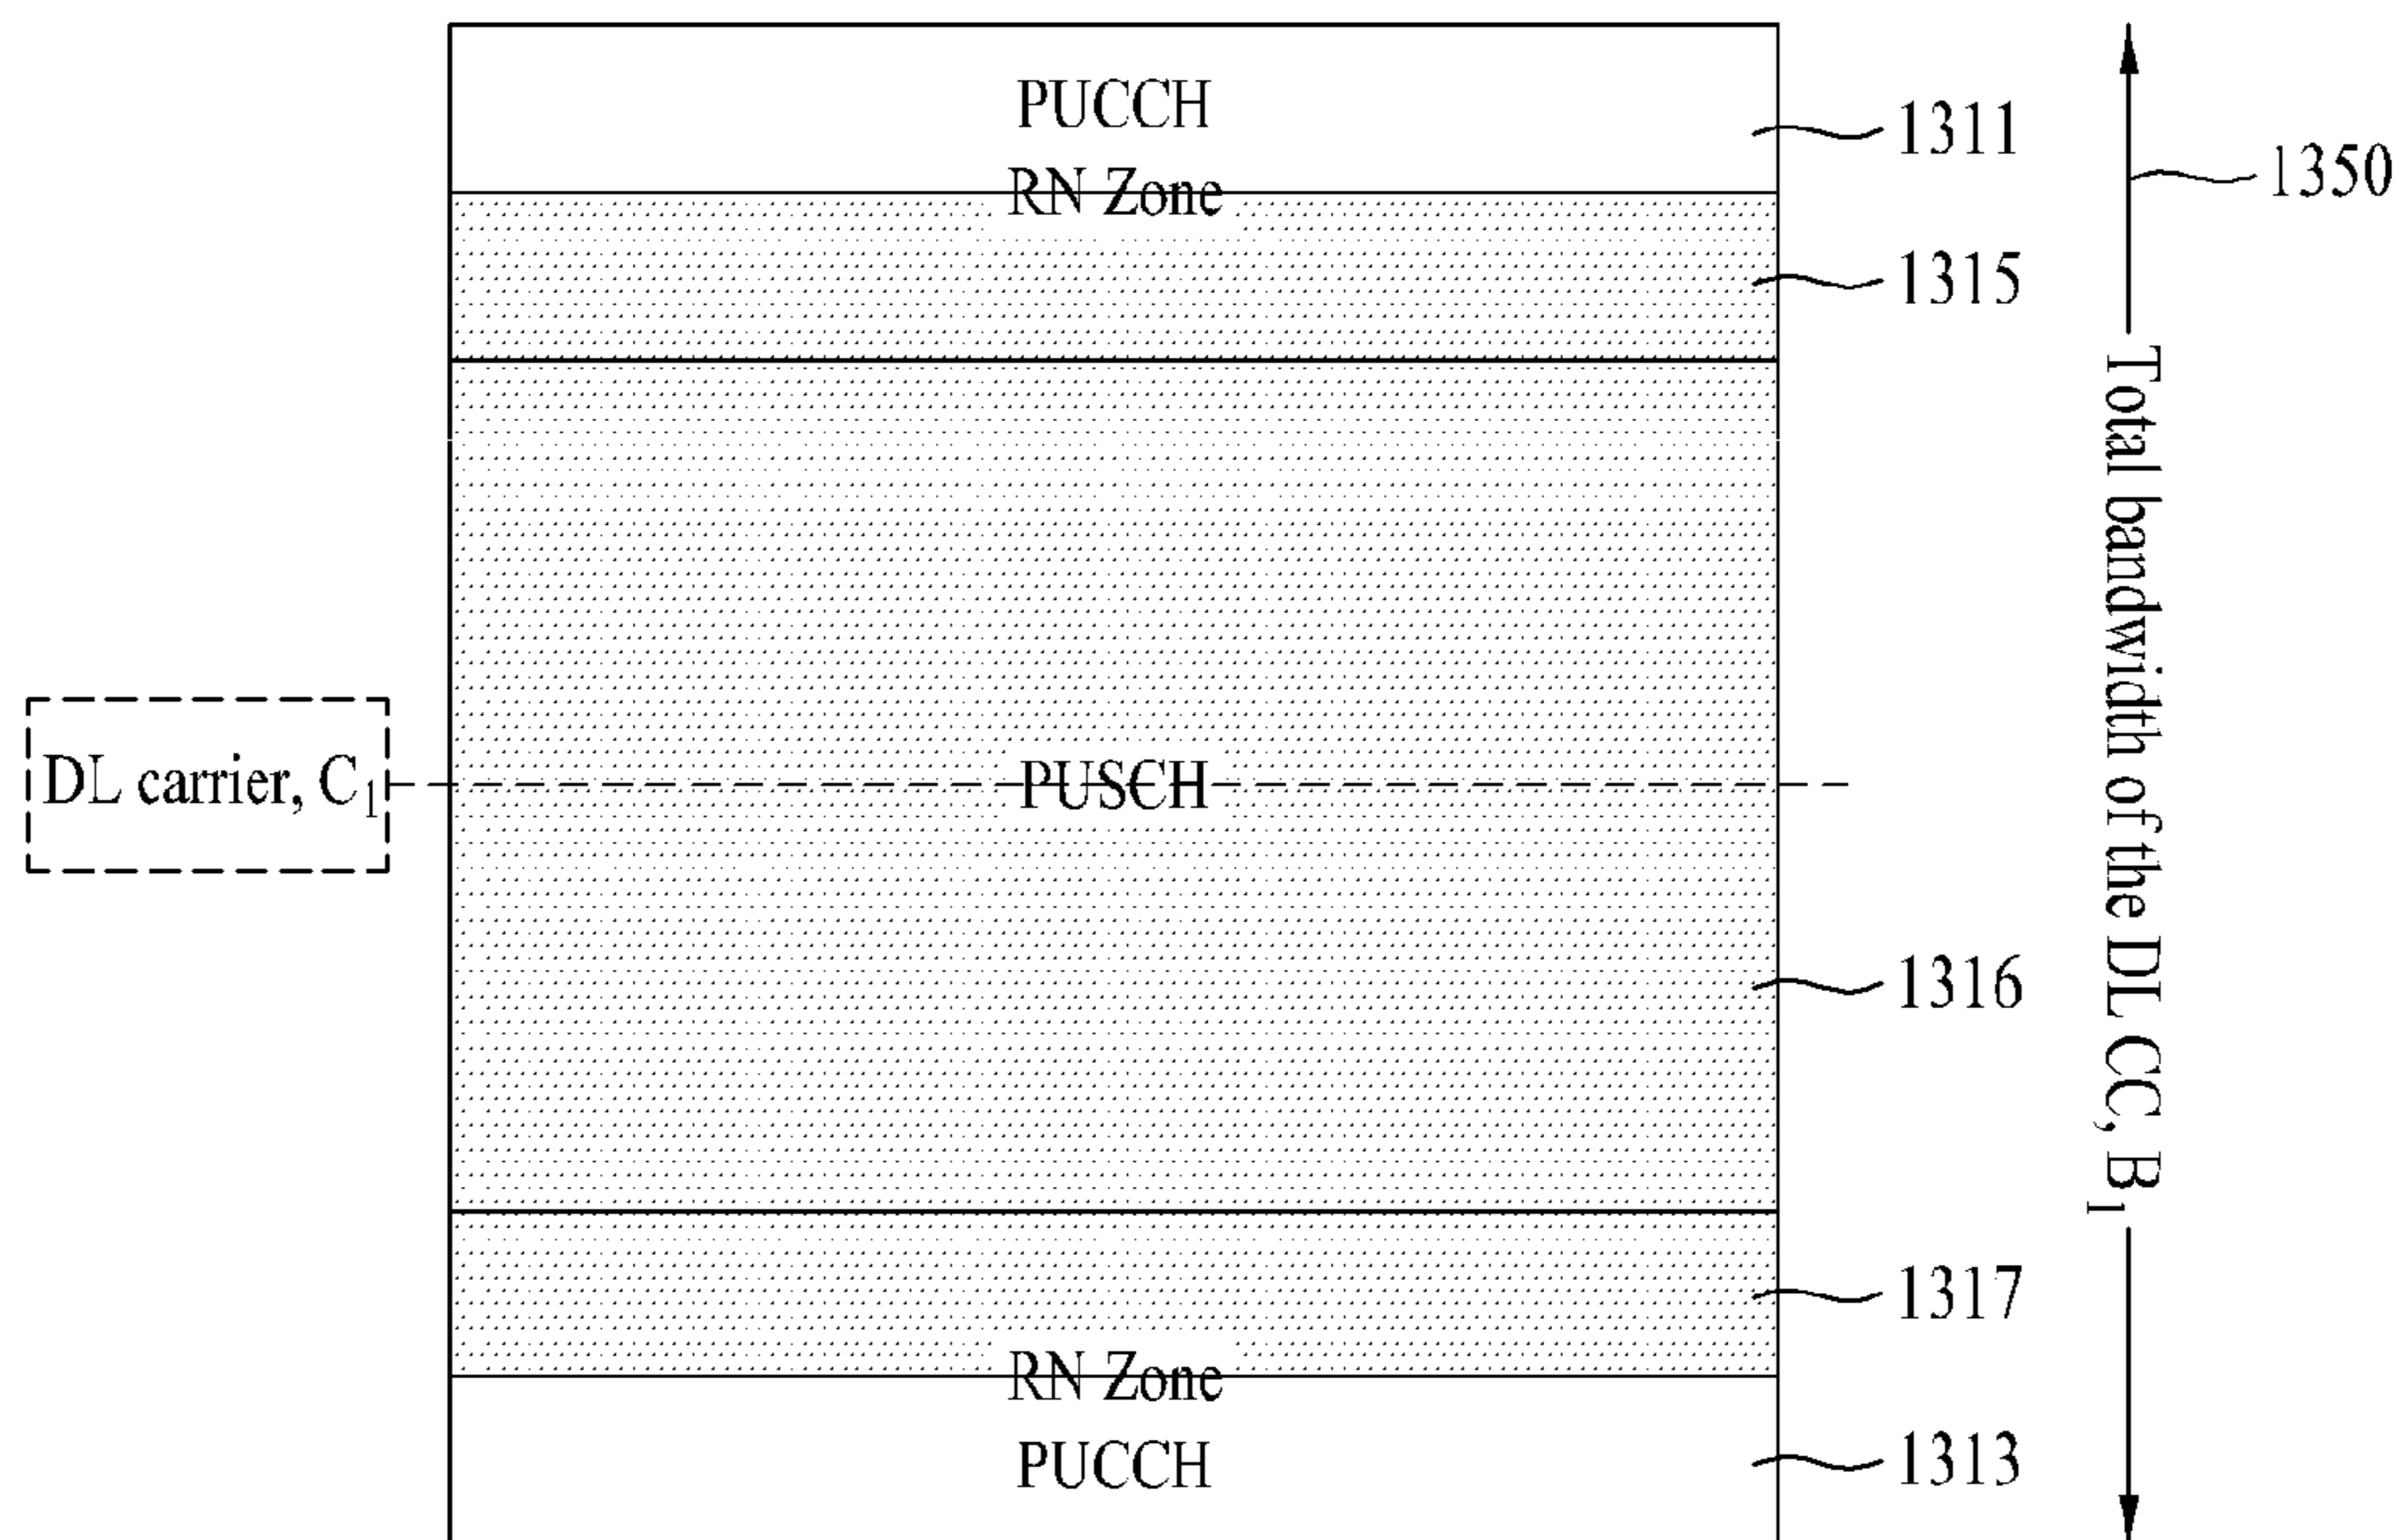 PUCCH
1311
RN Zone
1350
1315
Total bandwidth of the DL CC, B1
DL carrier, C1
PUSCH
1316
1317
RN Zone
PUCCH
1313